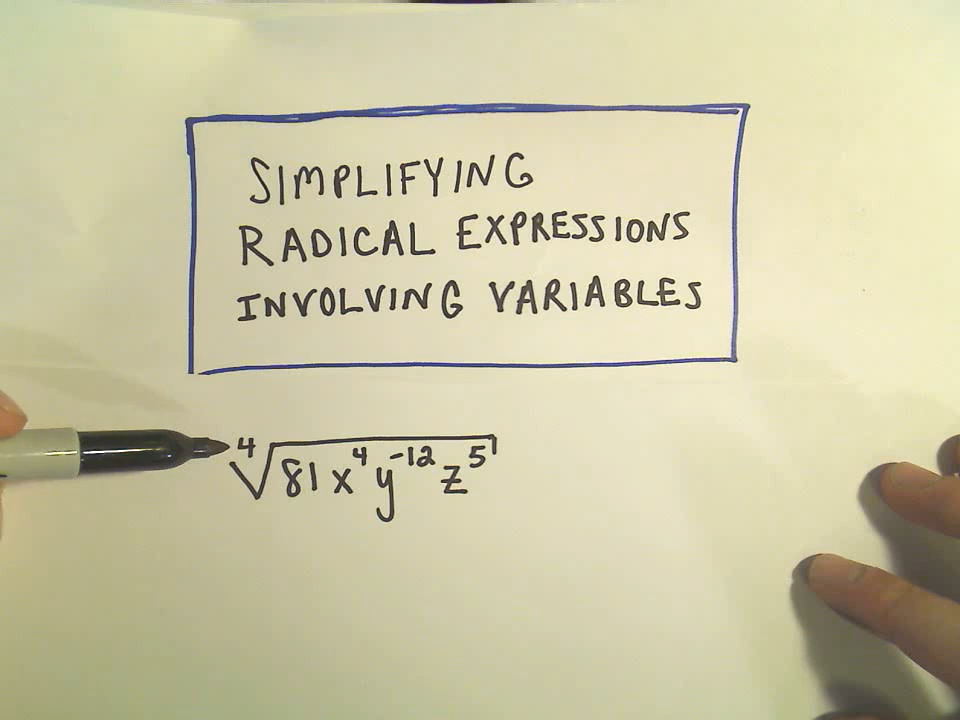 SIMPLIFYING
RADICAL EXPRESSIONS
INVOLVING VARIABLES
⁴√(81x⁴y⁻¹²z⁵)